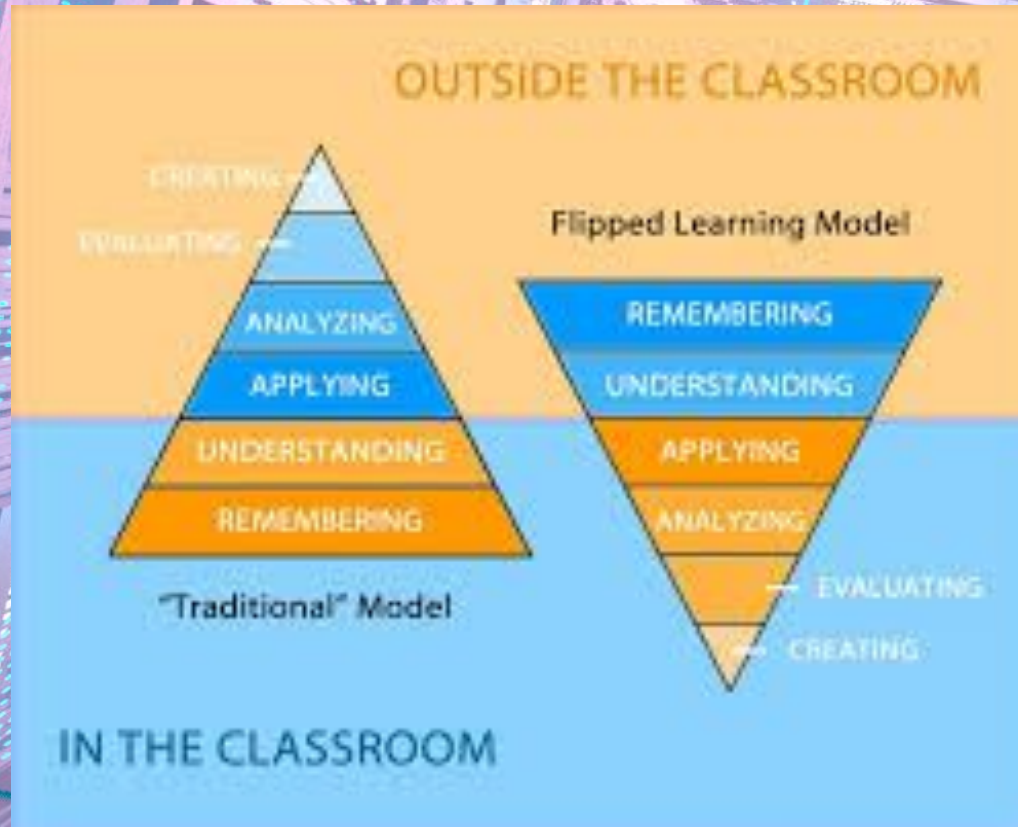 OUTSIDE THE CLASSROOM
CREATING
EVALUATING
ANALYZING
APPLYING
UNDERSTANDING
REMEMBERING
"Traditional" Model
Flipped Learning Model
REMEMBERING
UNDERSTANDING
APPLYING
ANALYZING
EVALUATING
CREATING
IN THE CLASSROOM